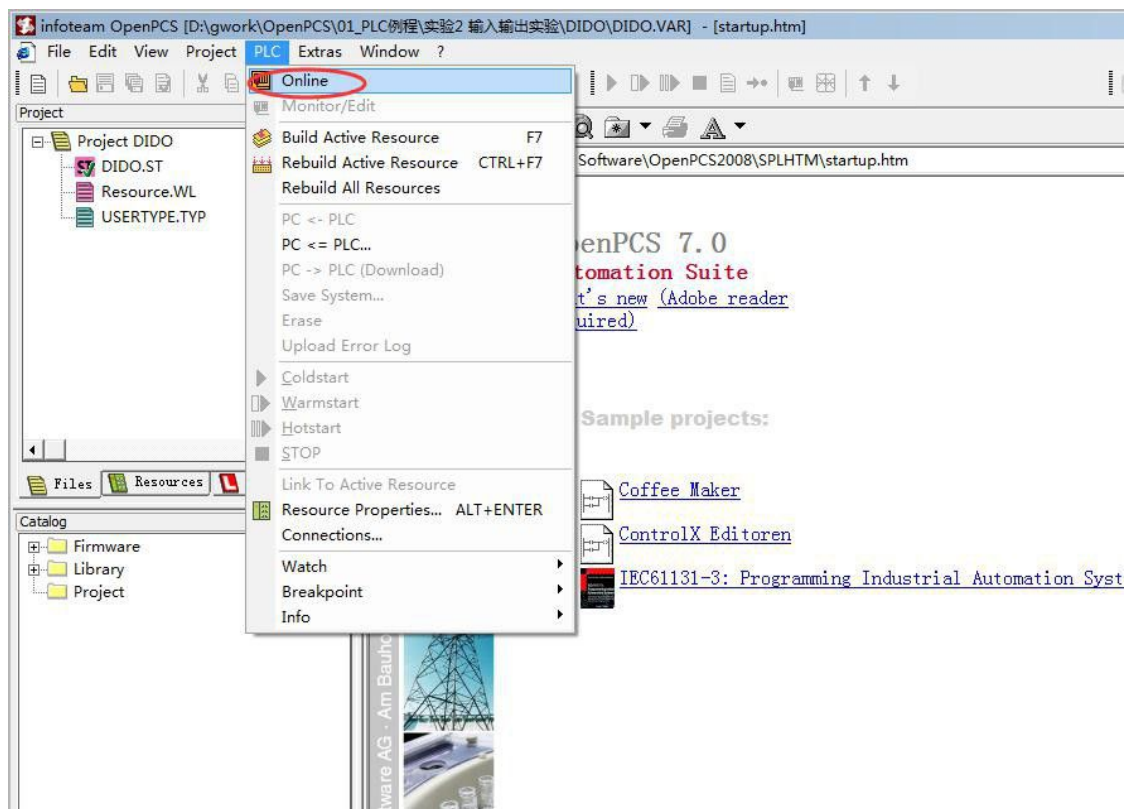 infoteam OpenPCS [D:\gwork\OpenPCS\01_PLC例程\实验2 输入输出实验\DIDO\DIDO.VAR] - [startup.htm]
File Edit View Project PLC Extras Window ?
Project
Project DIDO
DIDO.ST
Resource.WL
USERTYPE.TYP
Files Resources
Catalog
Firmware
Library
Project
Online
Monitor/Edit
Build Active Resource F7
Rebuild Active Resource CTRL+F7
Rebuild All Resources
PC <- PLC
PC <= PLC...
PC -> PLC (Download)
Save System...
Erase
Upload Error Log
Coldstart
Warmstart
Hotstart
STOP
Link To Active Resource
Resource Properties... ALT+ENTER
Connections...
Watch
Breakpoint
Info
Software\OpenPCS2008\SPLHTM\startup.htm
enPCS 7.0
tomation Suite
t's new (Adobe reader
uired)
Sample projects:
Coffee Maker
ControlX Editoren
IEC61131-3: Programming Industrial Automation Syst
ware AG - Am Bauho